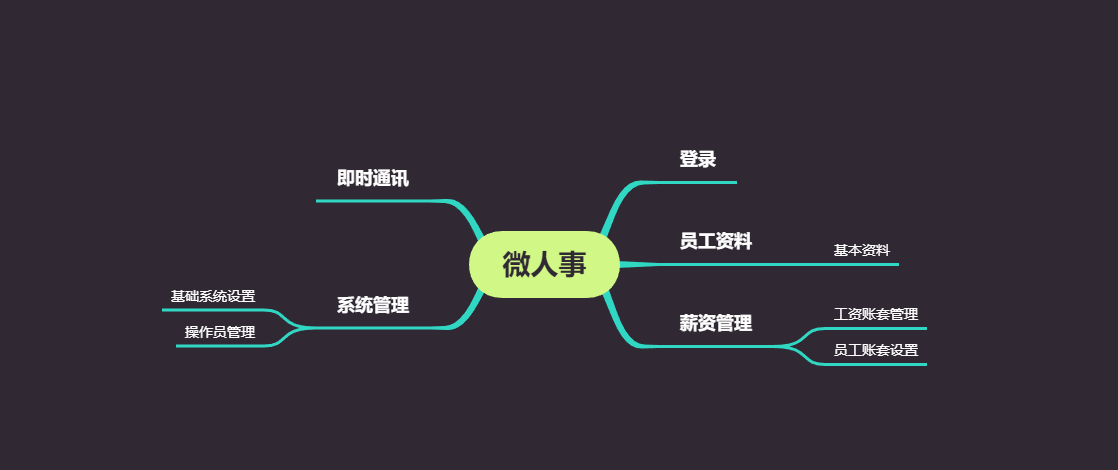 微人事
登录
员工资料
基本资料
薪资管理
工资账套管理
员工账套设置
即时通讯
系统管理
基础系统设置
操作员管理